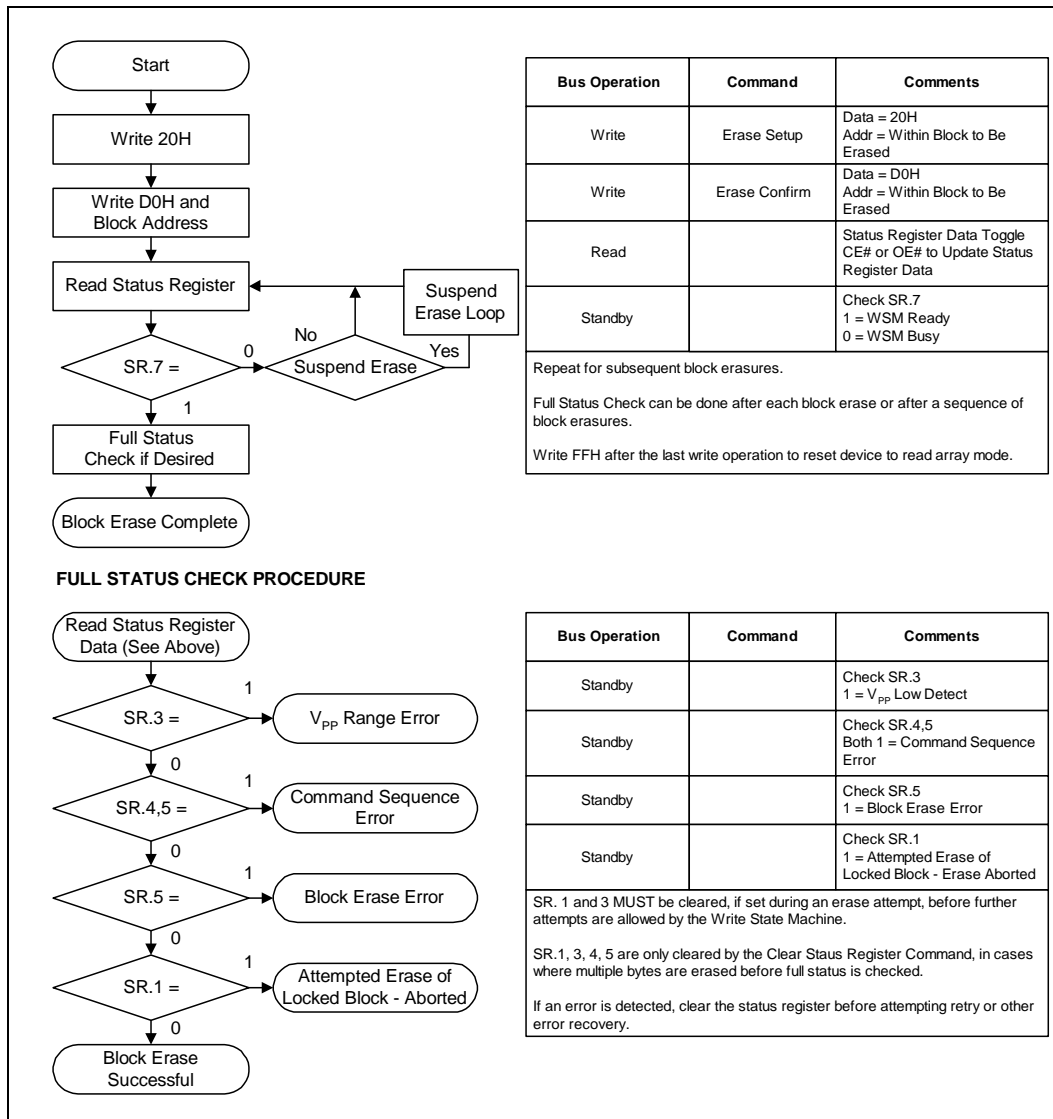 Start
Write 20H
Write D0H and
Block Address
Read Status Register
Suspend
Erase Loop
No
Yes
SR.7 =
0
Suspend Erase
1
Full Status
Check if Desired
Block Erase Complete
Bus Operation Command Comments
Write Erase Setup Data = 20H
Addr = Within Block to Be
Erased
Write Erase Confirm Data = D0H
Addr = Within Block to Be
Erased
Read Status Register Data Toggle
CE# or OE# to Update Status
Register Data
Standby Check SR.7
1 = WSM Ready
0 = WSM Busy
Repeat for subsequent block erasures.
Full Status Check can be done after each block erase or after a sequence of
block erasures.
Write FFH after the last write operation to reset device to read array mode.
FULL STATUS CHECK PROCEDURE
Read Status Register
Data (See Above)
1
SR.3 =
VPP Range Error
0
1
SR.4,5 =
Command Sequence
Error
0
1
SR.5 =
Block Erase Error
0
1
SR.1 =
Attempted Erase of
Locked Block - Aborted
0
Block Erase
Successful
Bus Operation Command Comments
Standby Check SR.3
1 = VPP Low Detect
Standby Check SR.4,5
Both 1 = Command Sequence
Error
Standby Check SR.5
1 = Block Erase Error
Standby Check SR.1
1 = Attempted Erase of
Locked Block - Erase Aborted
SR. 1 and 3 MUST be cleared, if set during an erase attempt, before further
attempts are allowed by the Write State Machine.
SR.1, 3, 4, 5 are only cleared by the Clear Staus Register Command, in cases
where multiple bytes are erased before full status is checked.
If an error is detected, clear the status register before attempting retry or other
error recovery.